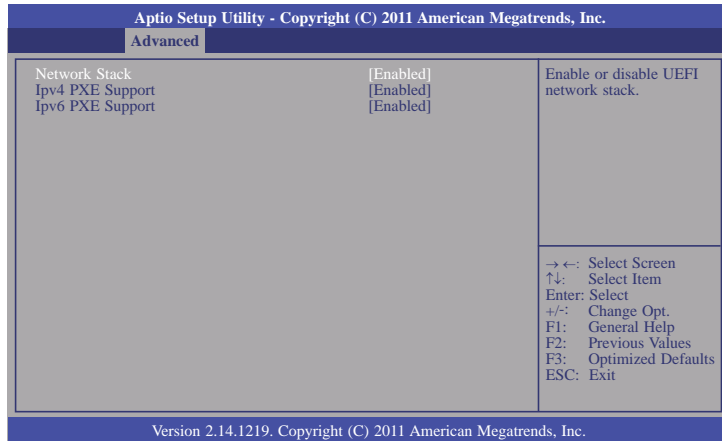 Aptio Setup Utility - Copyright (C) 2011 American Megatrends, Inc.
Advanced
Network Stack [Enabled]
Ipv4 PXE Support [Enabled]
Ipv6 PXE Support [Enabled]
Enable or disable UEFI
network stack.
→ ←: Select Screen
↑↓: Select Item
Enter: Select
+/-: Change Opt.
F1: General Help
F2: Previous Values
F3: Optimized Defaults
ESC: Exit
Version 2.14.1219. Copyright (C) 2011 American Megatrends, Inc.